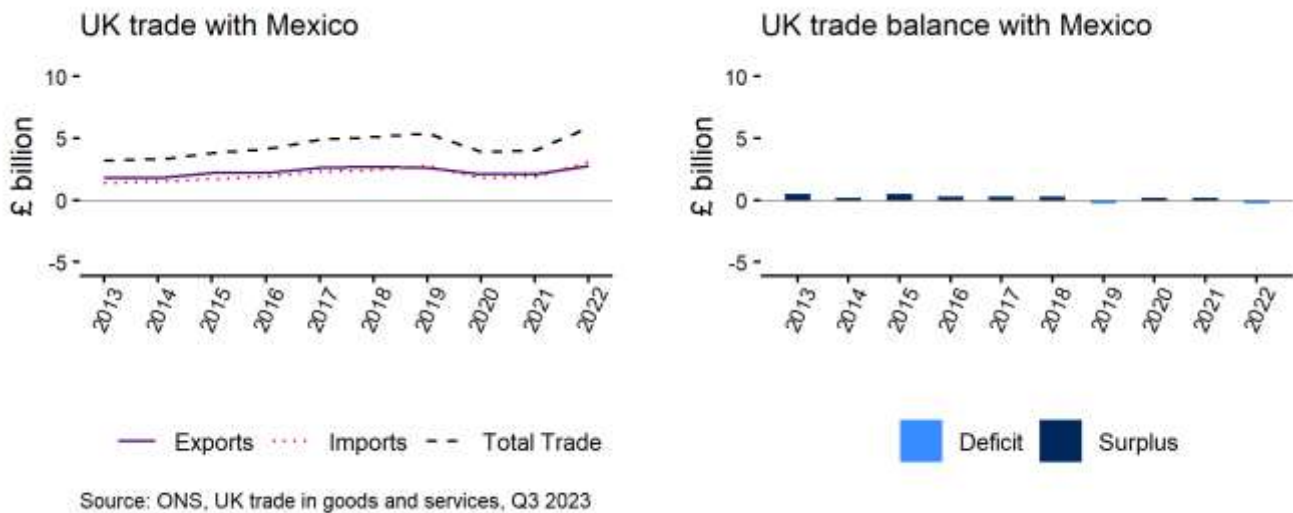 UK trade with Mexico
10
5
0
-5
£ billion
2013
2014
2015
2016
2017
2018
2019
2020
2021
2022
Exports
Imports
Total Trade
UK trade balance with Mexico
10
5
0
-5
£ billion
2013
2014
2015
2016
2017
2018
2019
2020
2021
2022
Deficit
Surplus
Source: ONS, UK trade in goods and services, Q3 2023